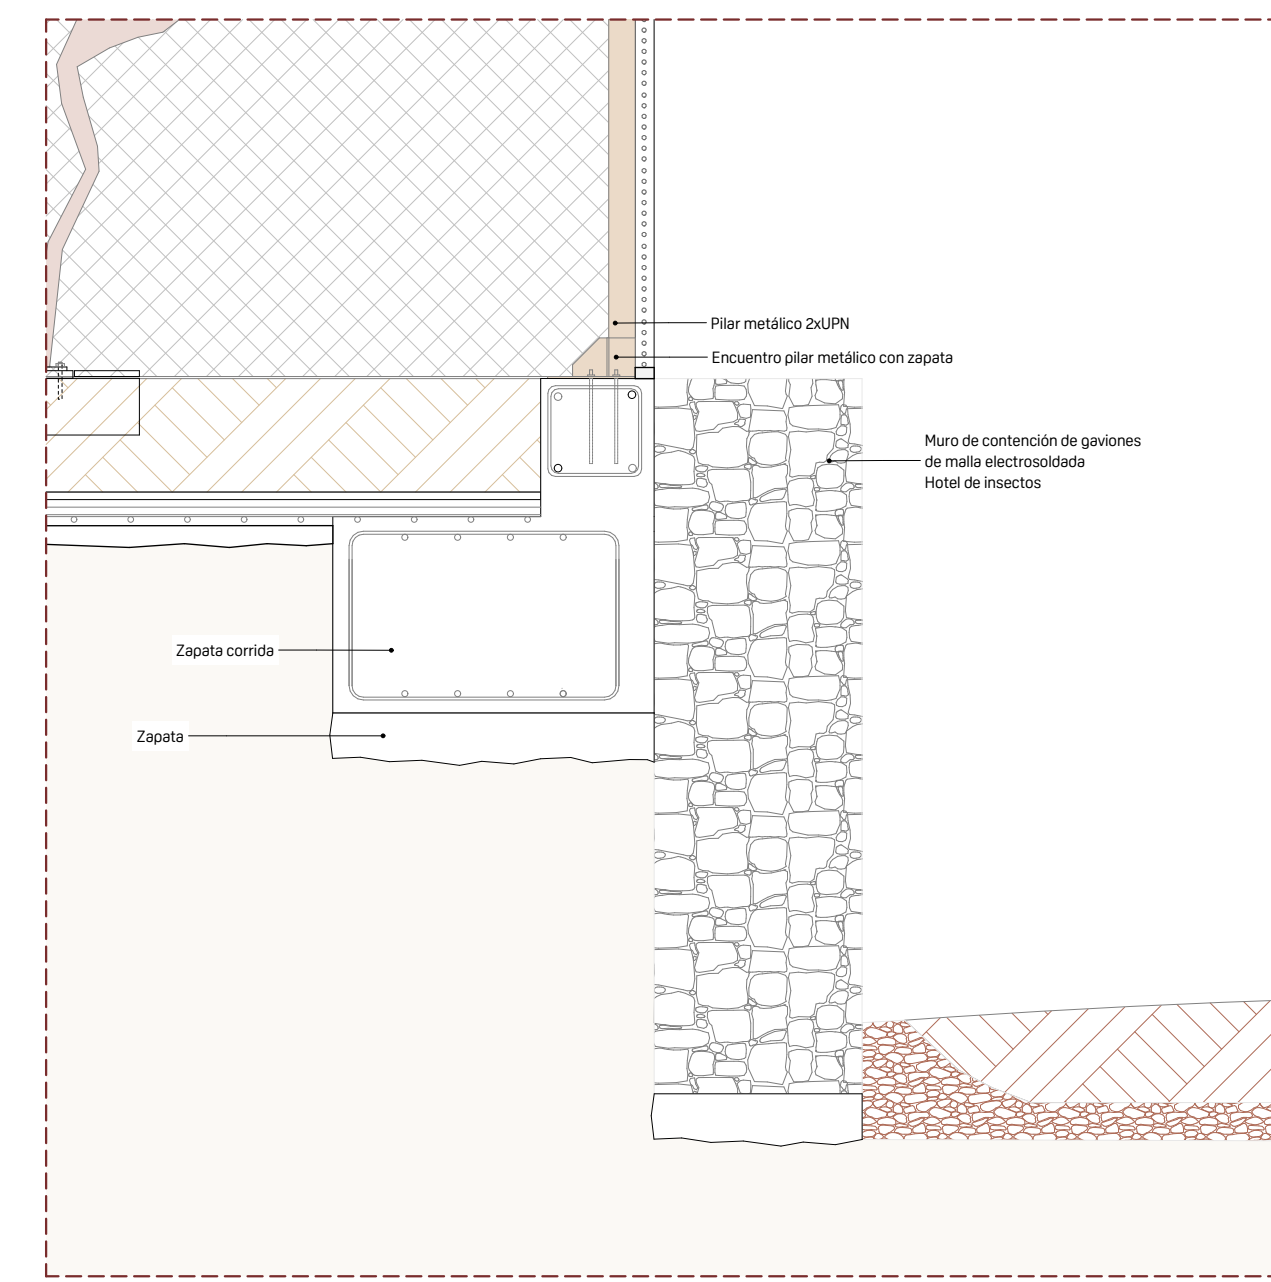 Pilar metálico 2xUPN
Encuentro pilar metálico con zapata
Muro de contención de gaviones
de malla electrosoldada
Hotel de insectos
Zapata corrida
Zapata